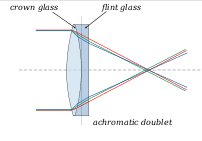 crown glass flint glass
achromatic doublet